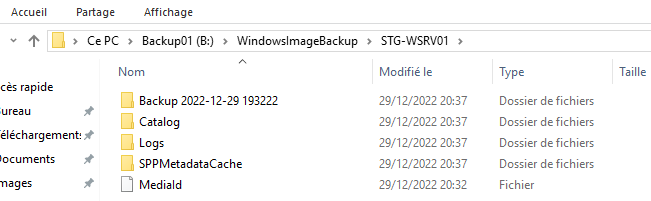 Accueil Partage Affichage
Ce PC > Backup01 (B:) > WindowsImageBackup > STG-WSRV01 >
Nom Modifié le Type Taille
ccès rapide
Bureau Backup 2022-12-29 193222 29/12/2022 20:37 Dossier de fichiers
Téléchargements Catalog 29/12/2022 20:37 Dossier de fichiers
Documents Logs 29/12/2022 20:37 Dossier de fichiers
mages SPPMetadataCache 29/12/2022 20:37 Dossier de fichiers
MediaId 29/12/2022 20:32 Fichier